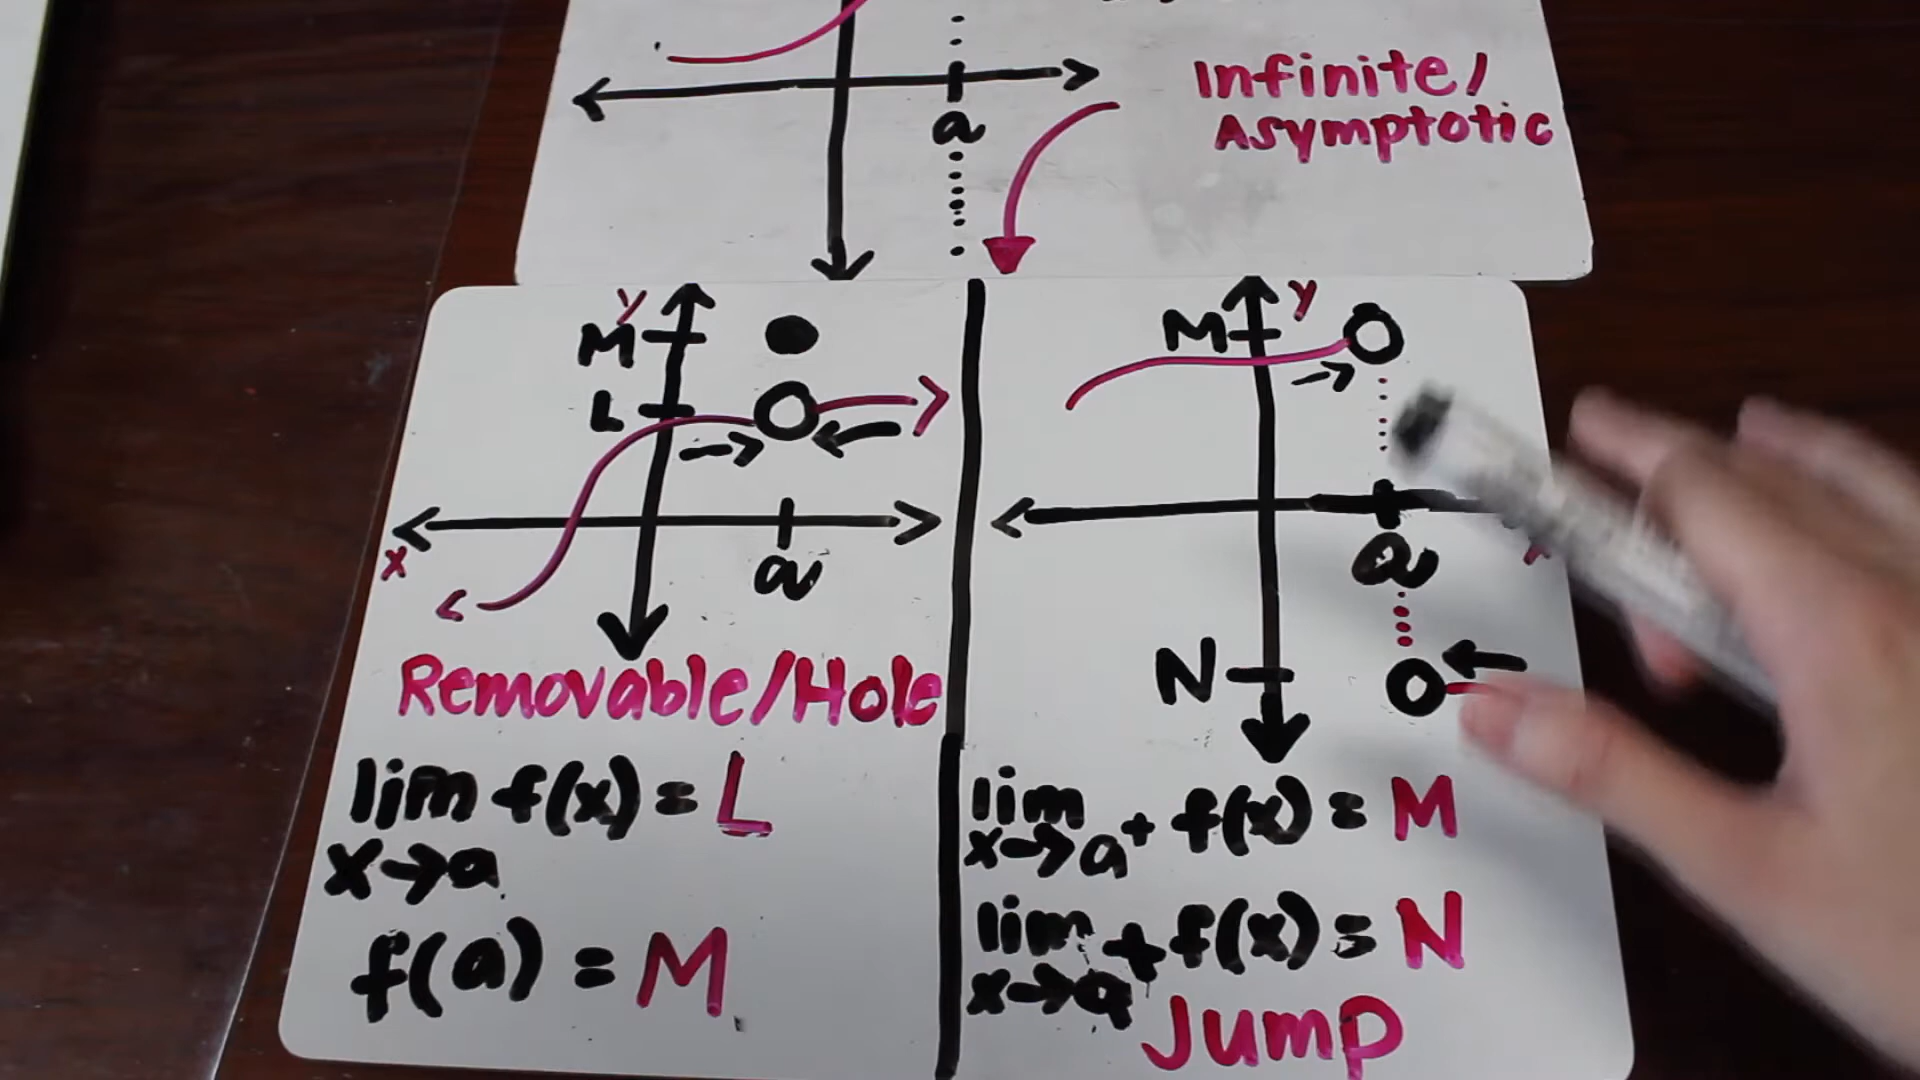 Infinite/
Asymptotic
a
y
M
L
x
a
Removable/Hole
lim f(x) = L
x→a
f(a) = M
y
M
a
x
N
lim f(x) = M
x→a+
lim + f(x) = N
x→a
Jump